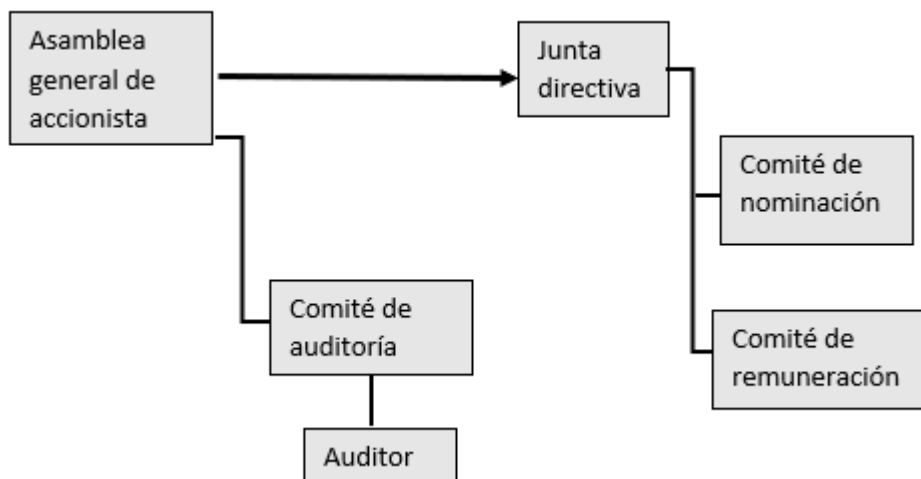 Asamblea
general de
accionista
Junta
directiva
Comité de
nominación
Comité de
auditoría
Comité de
remuneración
Auditor